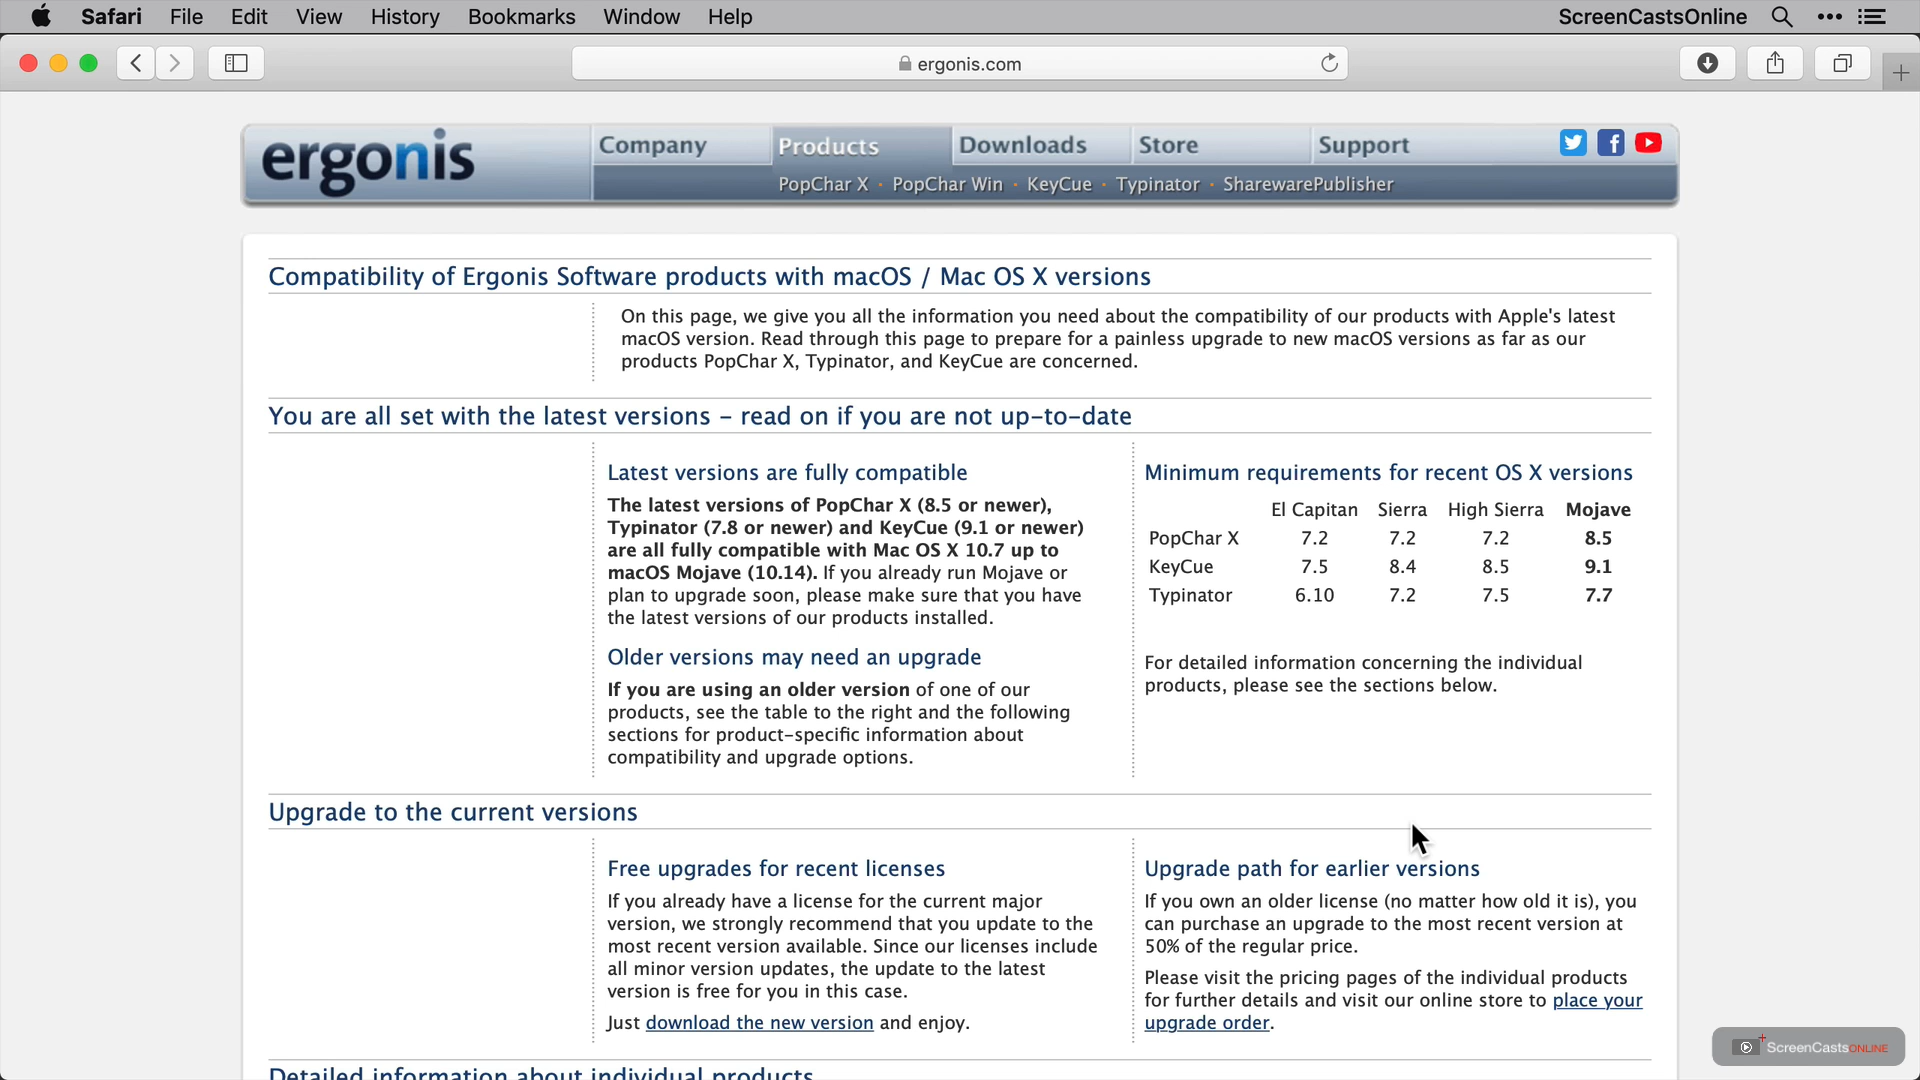 Safari File Edit View History Bookmarks Window Help ScreenCastsOnline
ergonis.com
ergonis
Company Products Downloads Store Support
PopChar X · PopChar Win · KeyCue · Typinator · SharewarePublisher
Compatibility of Ergonis Software products with macOS / Mac OS X versions
On this page, we give you all the information you need about the compatibility of our products with Apple's latest
macOS version. Read through this page to prepare for a painless upgrade to new macOS versions as far as our
products PopChar X, Typinator, and KeyCue are concerned.
You are all set with the latest versions – read on if you are not up-to-date
Latest versions are fully compatible
The latest versions of PopChar X (8.5 or newer),
Typinator (7.8 or newer) and KeyCue (9.1 or newer)
are all fully compatible with Mac OS X 10.7 up to
macOS Mojave (10.14). If you already run Mojave or
plan to upgrade soon, please make sure that you have
the latest versions of our products installed.
Older versions may need an upgrade
If you are using an older version of one of our
products, see the table to the right and the following
sections for product-specific information about
compatibility and upgrade options.
Minimum requirements for recent OS X versions
El Capitan Sierra High Sierra Mojave
PopChar X 7.2 7.2 7.2 8.5
KeyCue 7.5 8.4 8.5 9.1
Typinator 6.10 7.2 7.5 7.7
For detailed information concerning the individual
products, please see the sections below.
Upgrade to the current versions
Free upgrades for recent licenses
If you already have a license for the current major
version, we strongly recommend that you update to the
most recent version available. Since our licenses include
all minor version updates, the update to the latest
version is free for you in this case.
Just download the new version and enjoy.
Upgrade path for earlier versions
If you own an older license (no matter how old it is), you
can purchase an upgrade to the most recent version at
50% of the regular price.
Please visit the pricing pages of the individual products
for further details and visit our online store to place your
upgrade order.
ScreenCastsONLINE
Detailed information about individual products